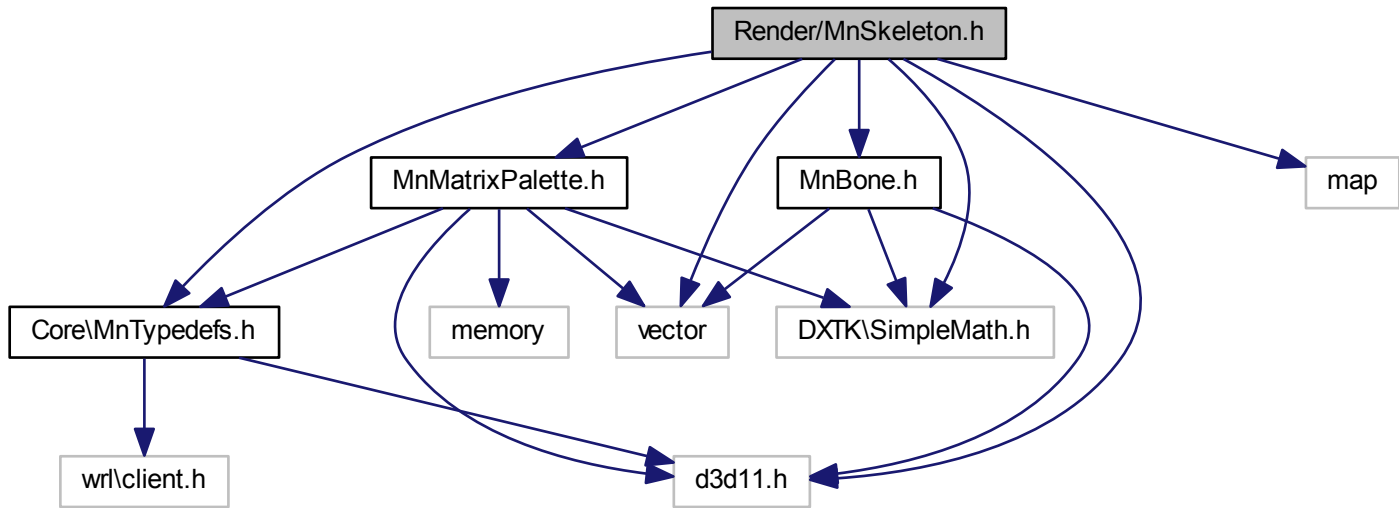 Render/MnSkeleton.h
MnMatrixPalette.h
MnBone.h
map
Core\MnTypedefs.h
memory
vector
DXTK\SimpleMath.h
wrl\client.h
d3d11.h